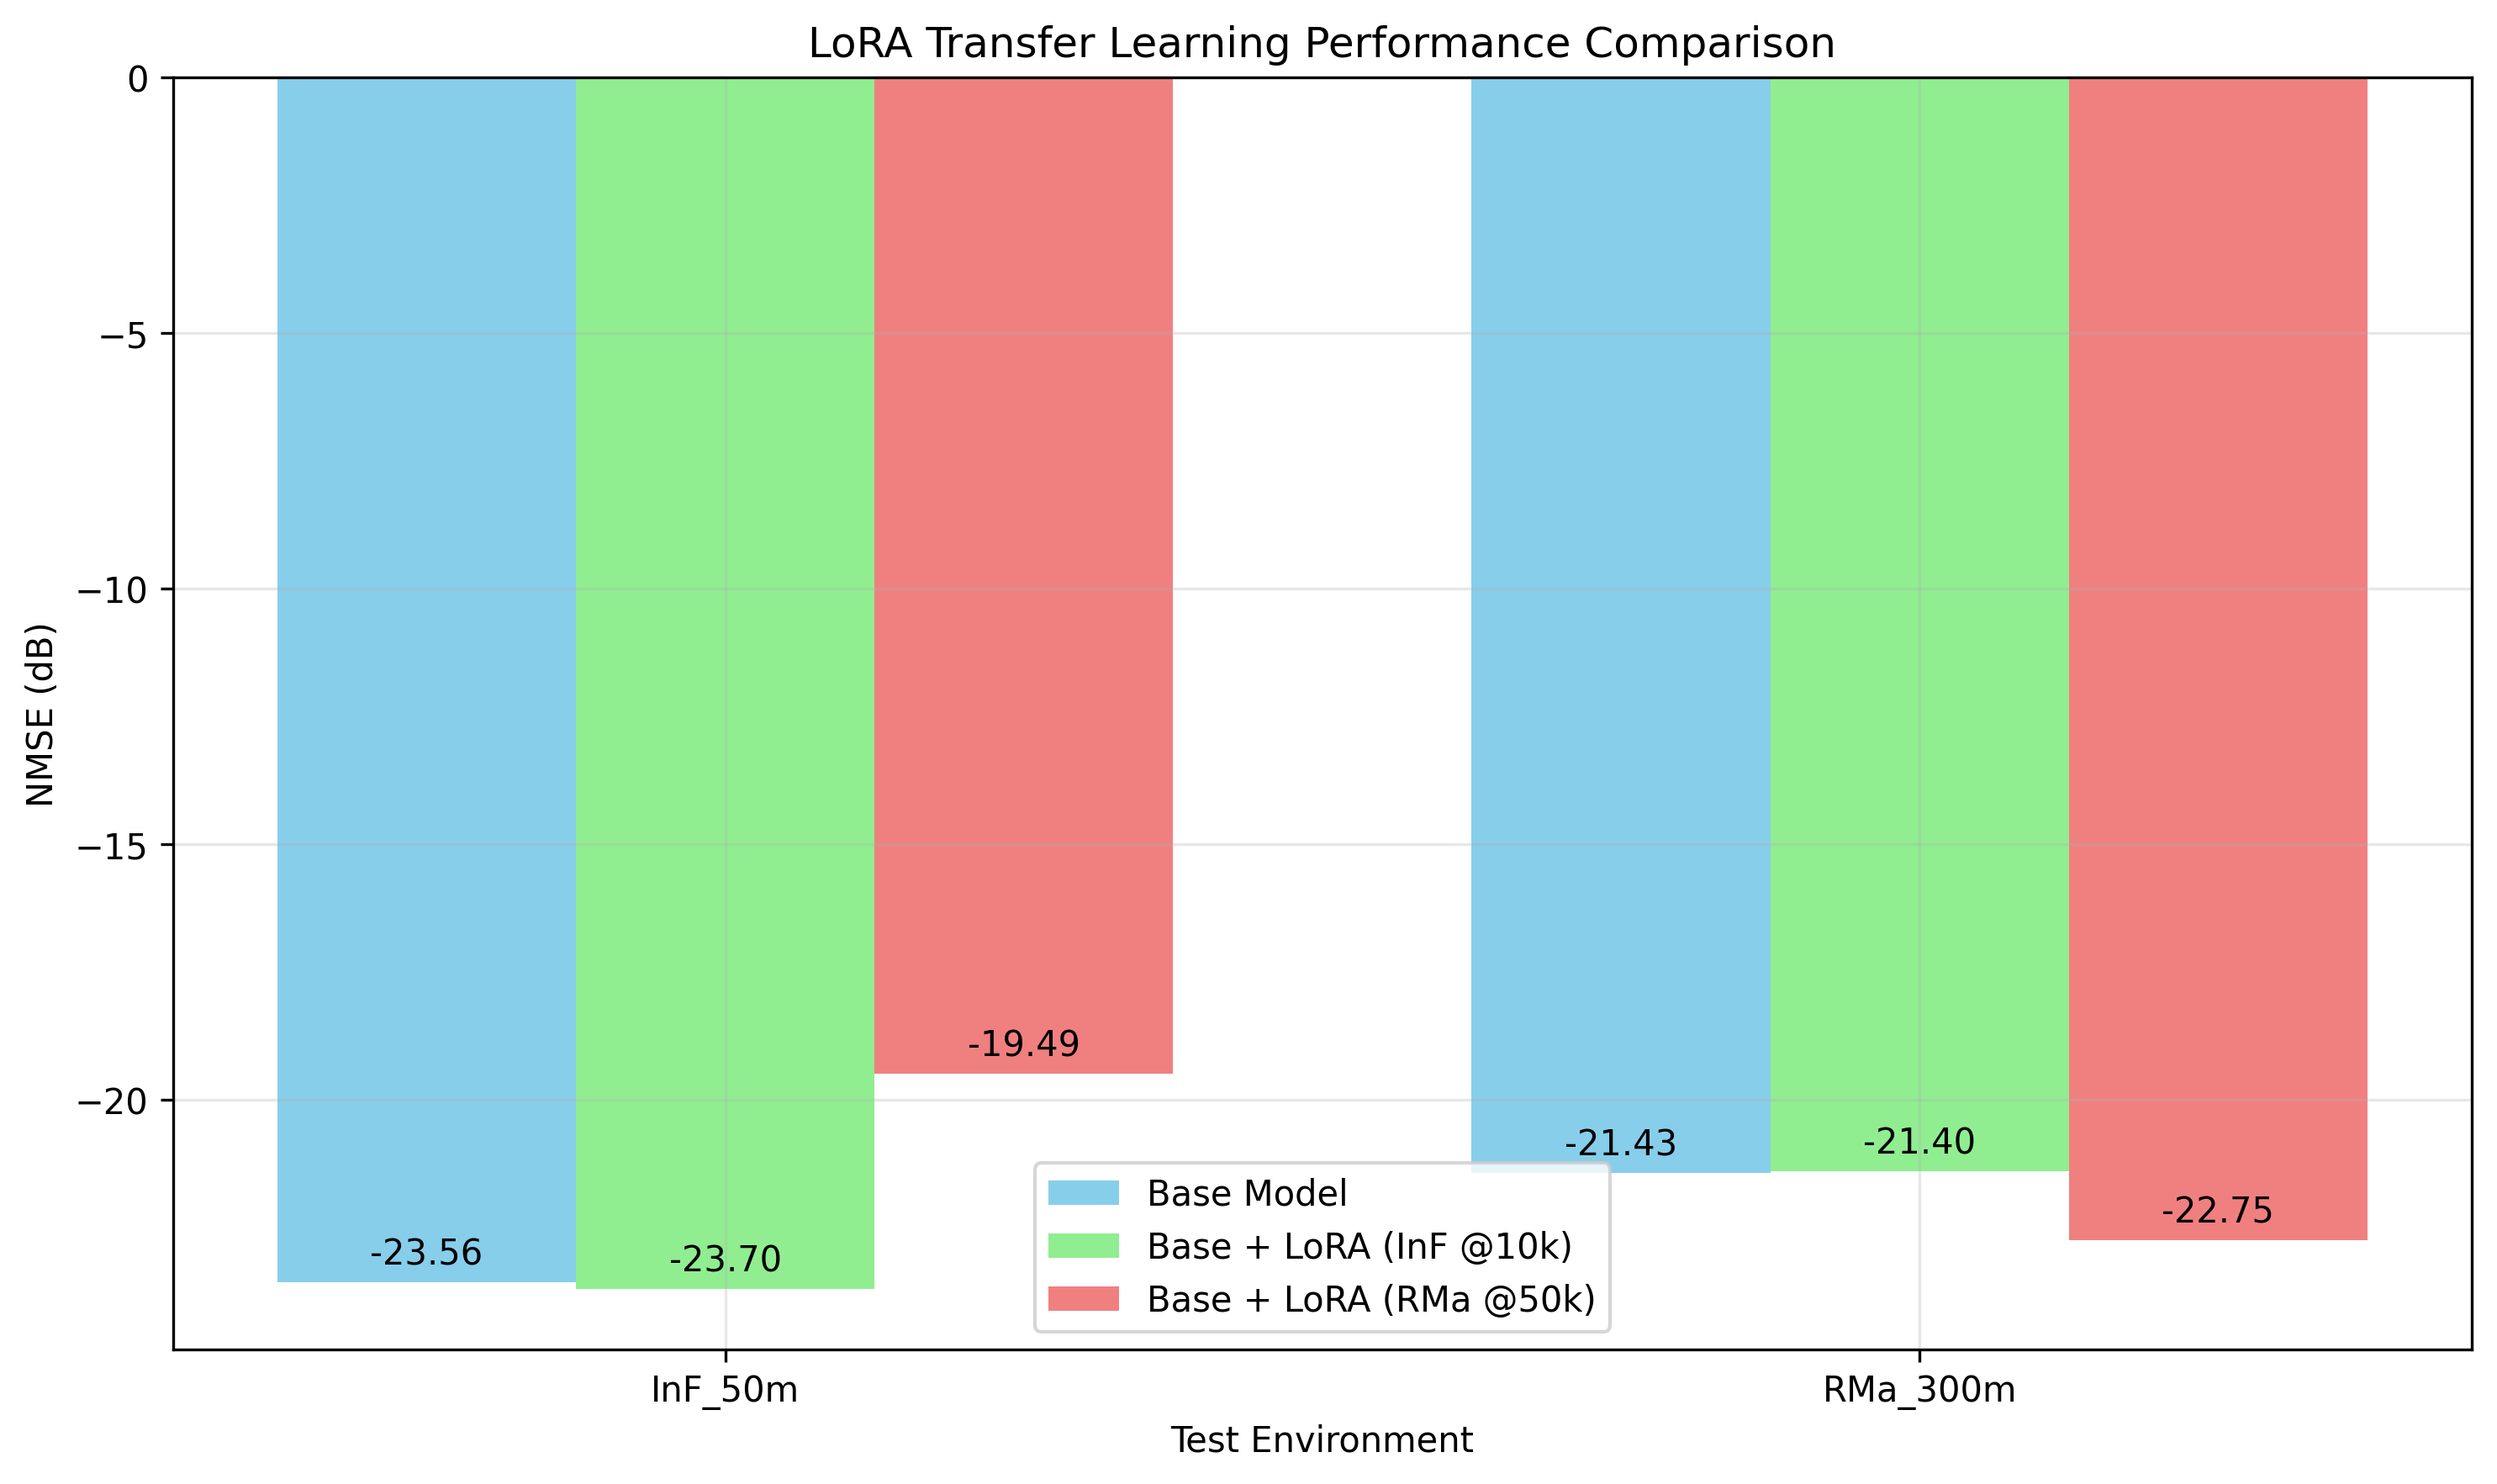 LoRA Transfer Learning Performance Comparison
0
−5
−10
−15
−20
NMSE (dB)
-23.56
-23.70
-19.49
-21.43
-21.40
-22.75
Base Model
Base + LoRA (InF @10k)
Base + LoRA (RMa @50k)
InF_50m
RMa_300m
Test Environment